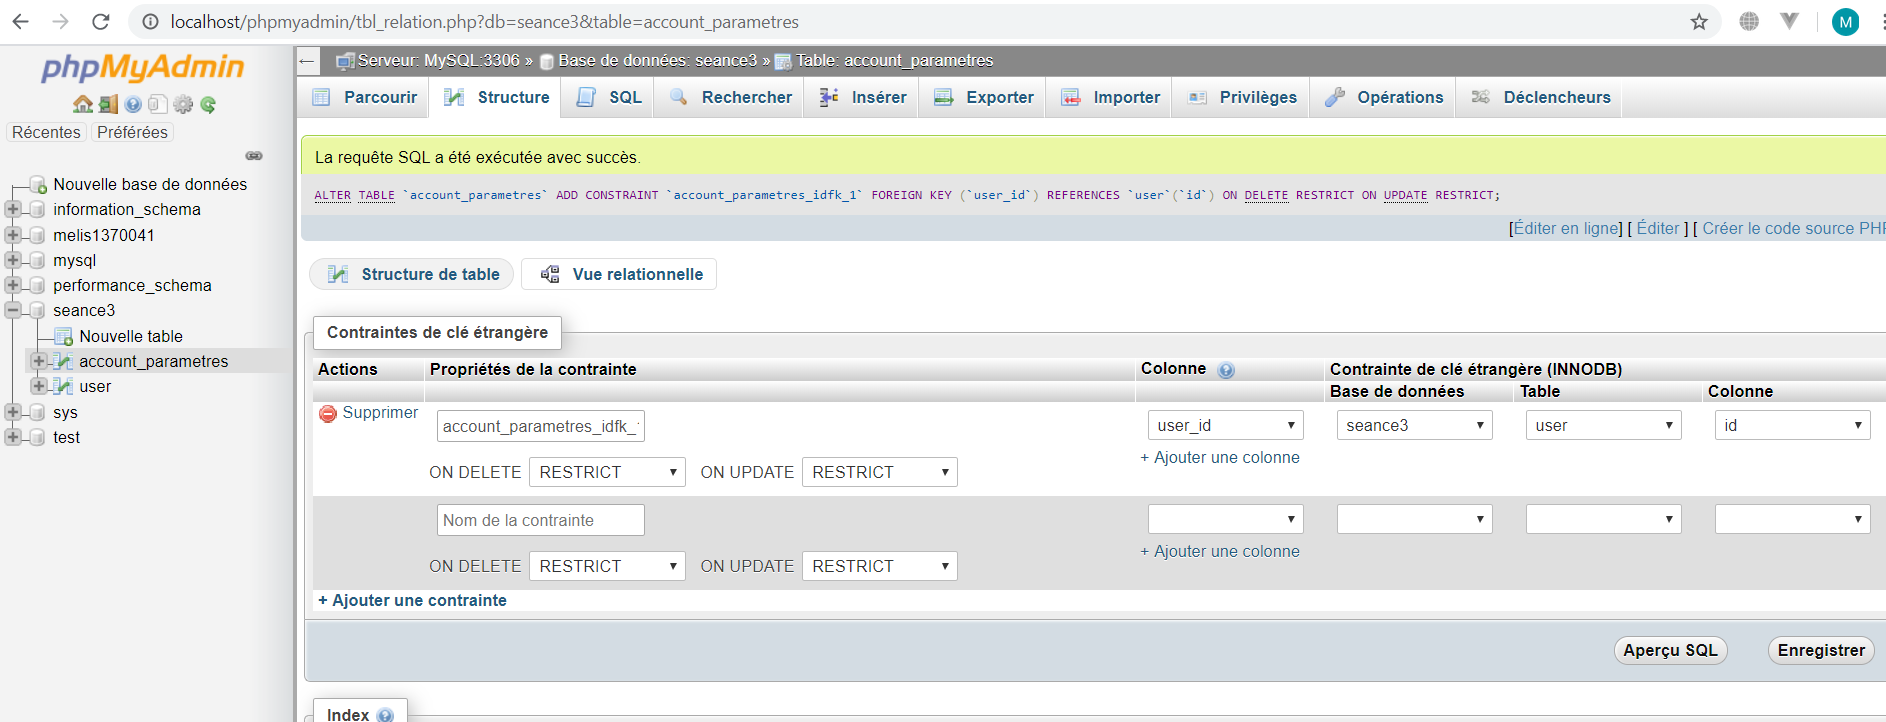 localhost/phpmyadmin/tbl_relation.php?db=seance3&table=account_parametres
M
phpMyAdmin
Récentes Préférées
Nouvelle base de données
information_schema
melis1370041
mysql
performance_schema
seance3
Nouvelle table
account_parametres
user
sys
test
Serveur: MySQL:3306 » Base de données: seance3 » Table: account_parametres
Parcourir Structure SQL Rechercher Insérer Exporter Importer Privilèges Opérations Déclencheurs
La requête SQL a été exécutée avec succès.
ALTER TABLE `account_parametres` ADD CONSTRAINT `account_parametres_idfk_1` FOREIGN KEY (`user_id`) REFERENCES `user`(`id`) ON DELETE RESTRICT ON UPDATE RESTRICT;
[Éditer en ligne] [ Éditer ] [ Créer le code source PHP
Structure de table Vue relationnelle
Contraintes de clé étrangère
Actions Propriétés de la contrainte Colonne Contrainte de clé étrangère (INNODB)
Base de données Table Colonne
Supprimer account_parametres_idfk_ user_id seance3 user id
+ Ajouter une colonne
ON DELETE RESTRICT ON UPDATE RESTRICT
Nom de la contrainte
+ Ajouter une colonne
ON DELETE RESTRICT ON UPDATE RESTRICT
+ Ajouter une contrainte
Aperçu SQL Enregistrer
Index